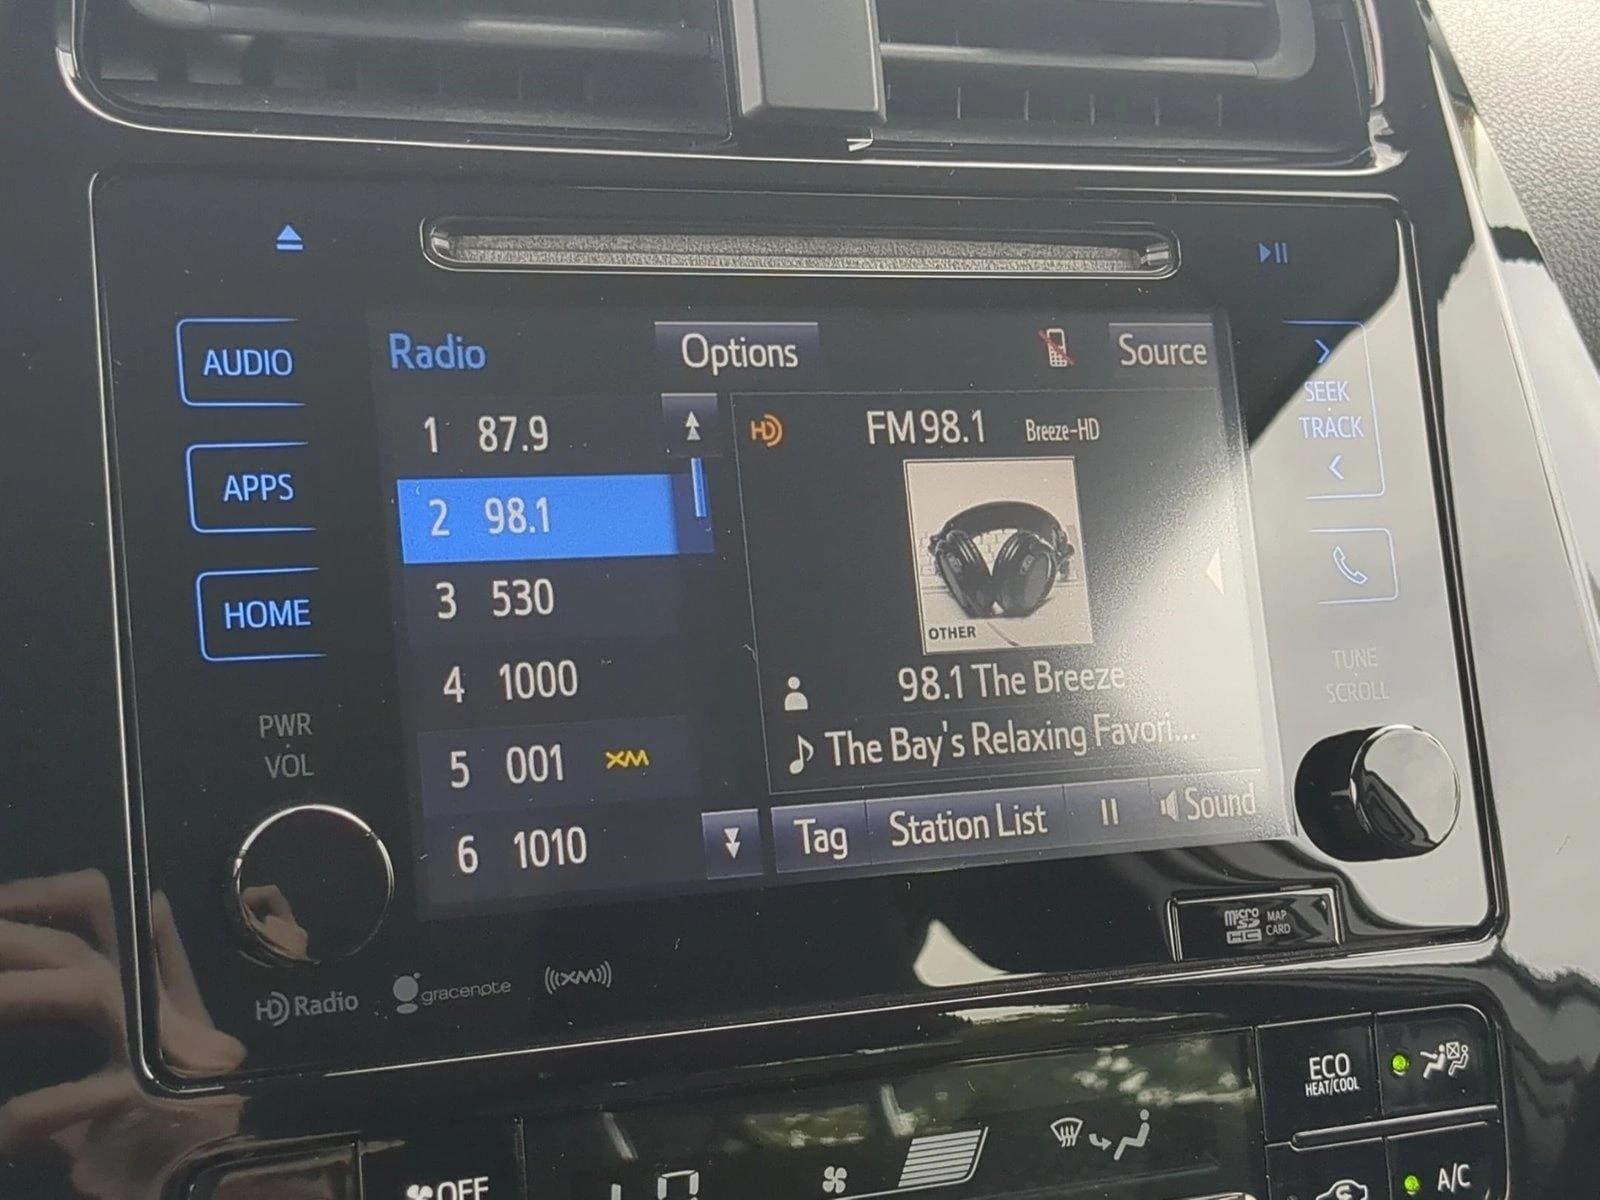 AUDIO
APPS
HOME
PWR
VOL
Radio
Options
Source
1 87.9
2 98.1
3 530
4 1000
5 001 XM
6 1010
HD
FM 98.1 Breeze-HD
OTHER
98.1 The Breeze
The Bay's Relaxing Favori...
Tag
Station List
Sound
SEEK
TRACK
TUNE
SCROLL
HD Radio
gracenote
((XM))
micro
SD
HC
MAP
CARD
ECO
HEAT/COOL
OFF
A/C